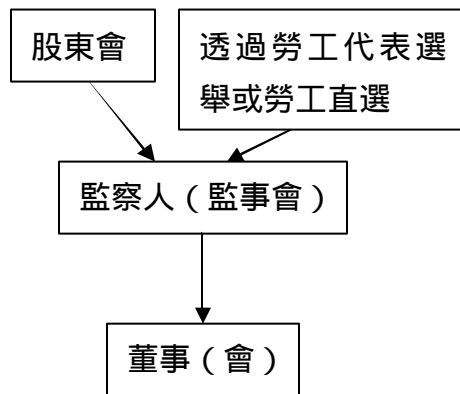 股東會
透過勞工代表選
舉或勞工直選
監察人（監事會）
董事（會）